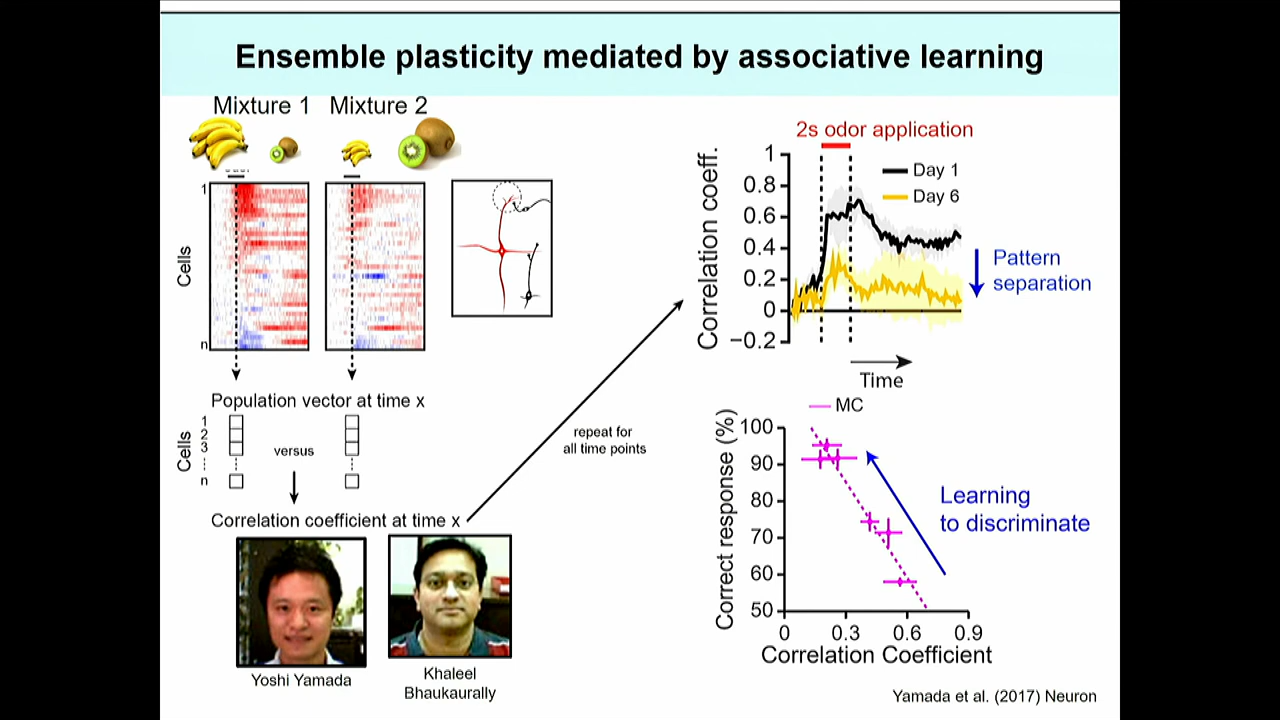 Ensemble plasticity mediated by associative learning
Mixture 1
Mixture 2
Cells
1
n
Population vector at time x
Cells
1
2
3
n
versus
Correlation coefficient at time x
repeat for
all time points
Yoshi Yamada
Khaleel
Bhaukaurally
2s odor application
Correlation coeff.
1
0.8
0.6
0.4
0.2
0
−0.2
Day 1
Day 6
Pattern
separation
Time
MC
Correct response (%)
100
90
80
70
60
50
0
0.3
0.6
0.9
Correlation Coefficient
Learning
to discriminate
Yamada et al. (2017) Neuron